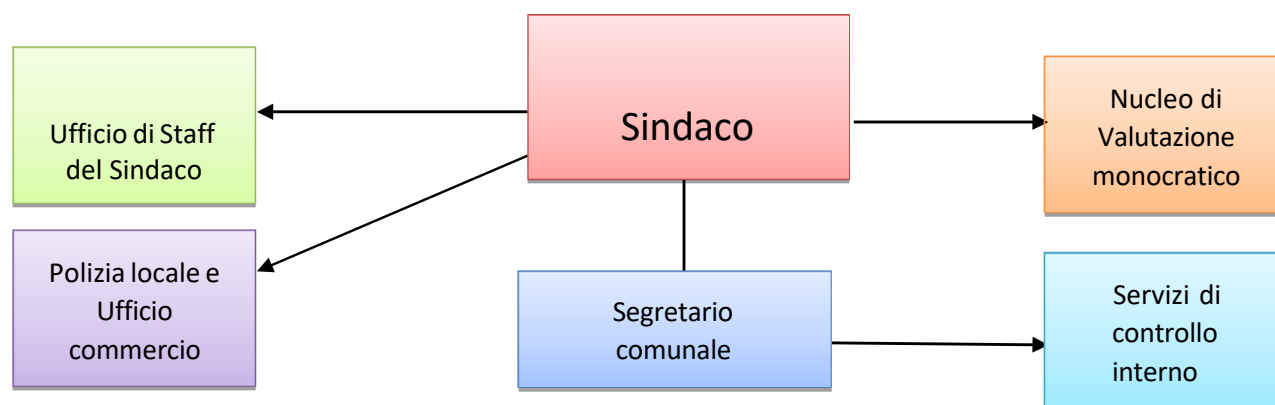 Ufficio di Staff
del Sindaco
Sindaco
Nucleo di
Valutazione
monocratico
Polizia locale e
Ufficio
commercio
Segretario
comunale
Servizi di
controllo
interno